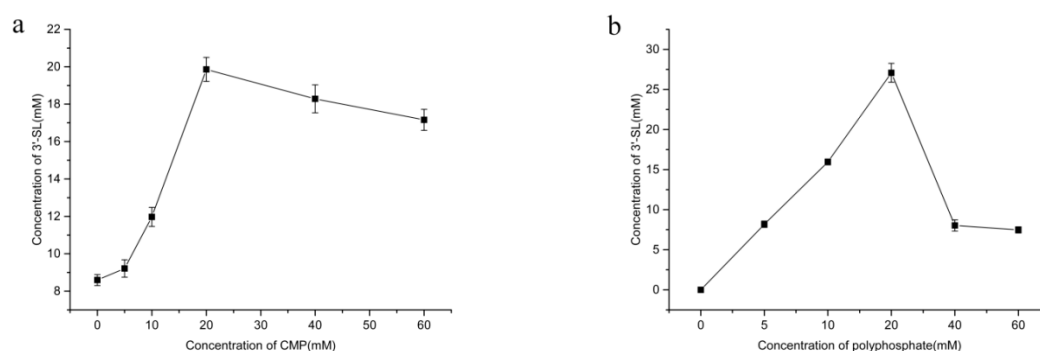 a
22
20
18
16
14
12
10
8
Concentration of 3'-SL(mM)
0 10 20 30 40 50 60
Concentration of CMP(mM)
b
30
25
20
15
10
5
0
Concentration of 3'-SL(mM)
0 5 10 20 40 60
Concentration of polyphosphate(mM)